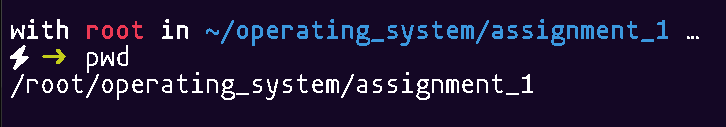 with root in ~/operating_system/assignment_1 …
⚡ ➜ pwd
/root/operating_system/assignment_1